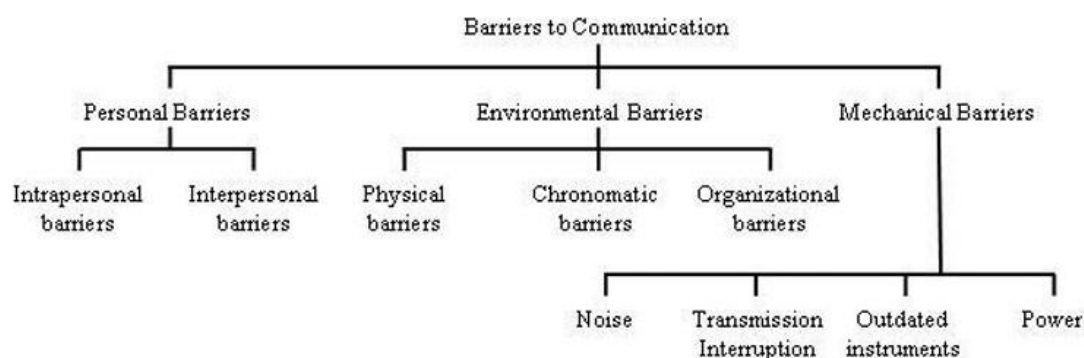 Barriers to Communication
Personal Barriers
Environmental Barriers
Mechanical Barriers
Intrapersonal
barriers
Interpersonal
barriers
Physical
barriers
Chronomatic
barriers
Organizational
barriers
Noise
Transmission
Interruption
Outdated
instruments
Power